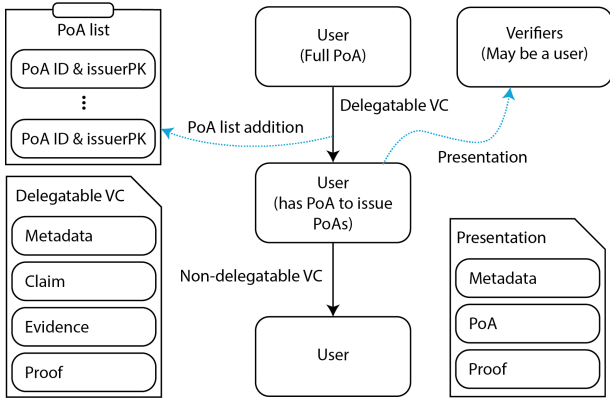 PoA list
PoA ID & issuerPK
⋮
PoA ID & issuerPK
User
(Full PoA)
Verifiers
(May be a user)
Delegatable VC
PoA list addition
Presentation
User
(has PoA to issue
PoAs)
Delegatable VC
Metadata
Claim
Evidence
Proof
Non-delegatable VC
User
Presentation
Metadata
PoA
Proof